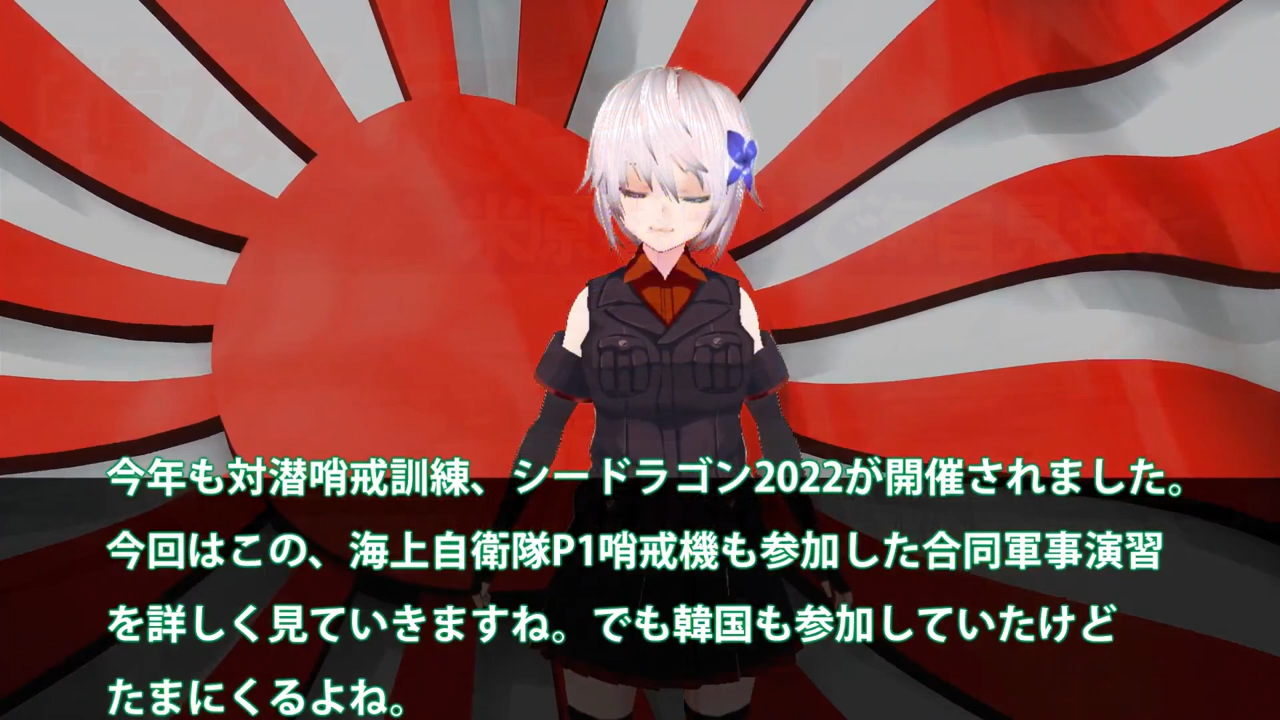 今年も対潜哨戒訓練、シードラゴン2022が開催されました。
今回はこの、海上自衛隊P1哨戒機も参加した合同軍事演習
を詳しく見ていきますね。でも韓国も参加していたけど
たまにくるよね。